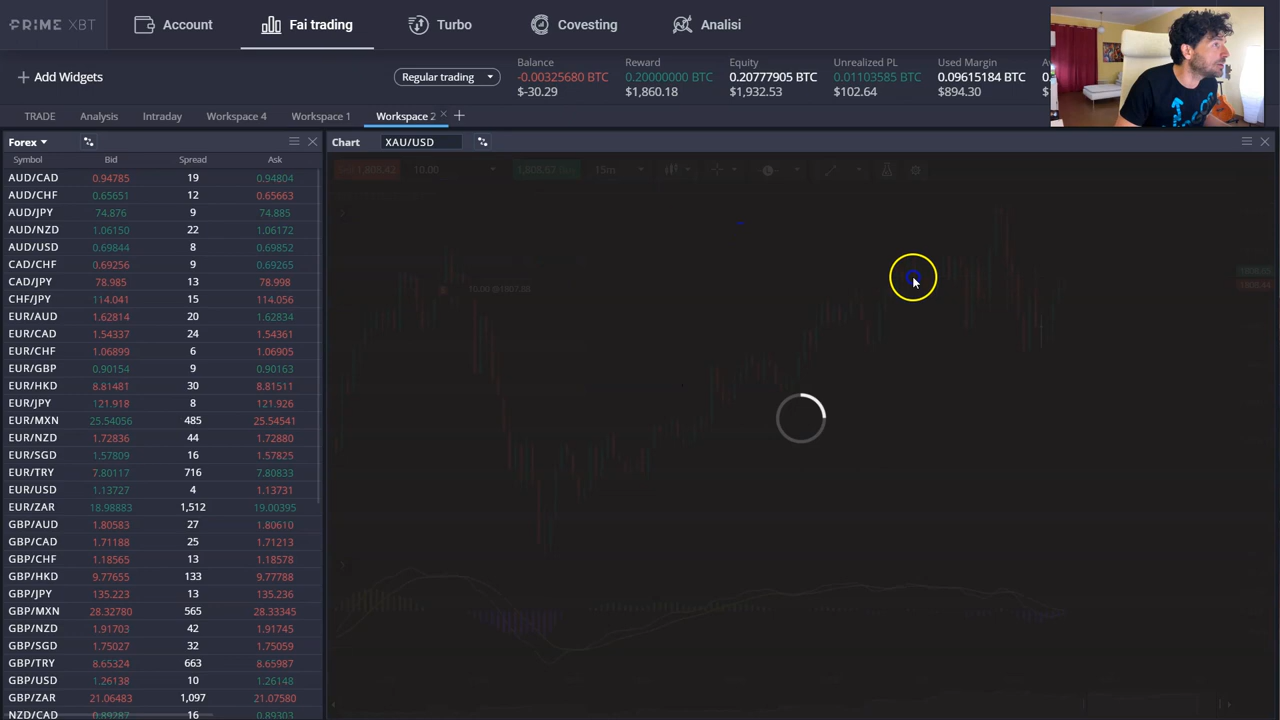 PRIME XBT
Account
Fai trading
Turbo
Covesting
Analisi
Add Widgets
Regular trading
Balance
-0.00325680 BTC
$-30.29
Reward
0.20000000 BTC
$1,860.18
Equity
0.20777905 BTC
$1,932.53
Unrealized PL
0.01103585 BTC
$102.64
Used Margin
0.09615184 BTC
$894.30
TRADE Analysis Intraday Workspace 4 Workspace 1 Workspace 2
Forex
Chart XAU/USD
Symbol Bid Spread Ask
AUD/CAD 0.94785 19 0.94804
AUD/CHF 0.65651 12 0.65663
AUD/JPY 74.876 9 74.885
AUD/NZD 1.06150 22 1.06172
AUD/USD 0.69844 8 0.69852
CAD/CHF 0.69256 9 0.69265
CAD/JPY 78.985 13 78.998
CHF/JPY 114.041 15 114.056
EUR/AUD 1.62814 20 1.62834
EUR/CAD 1.54337 24 1.54361
EUR/CHF 1.06899 6 1.06905
EUR/GBP 0.90154 9 0.90163
EUR/HKD 8.81481 30 8.81511
EUR/JPY 121.918 8 121.926
EUR/MXN 25.54056 485 25.54541
EUR/NZD 1.72836 44 1.72880
EUR/SGD 1.57809 16 1.57825
EUR/TRY 7.80117 716 7.80833
EUR/USD 1.13727 4 1.13731
EUR/ZAR 18.98883 1,512 19.00395
GBP/AUD 1.80583 27 1.80610
GBP/CAD 1.71188 25 1.71213
GBP/CHF 1.18565 13 1.18578
GBP/HKD 9.77655 133 9.77788
GBP/JPY 135.223 13 135.236
GBP/MXN 28.32780 565 28.33345
GBP/NZD 1.91703 42 1.91745
GBP/SGD 1.75027 32 1.75059
GBP/TRY 8.65324 663 8.65987
GBP/USD 1.26138 10 1.26148
GBP/ZAR 21.06483 1,097 21.07580
NZD/CAD 0.89287 16 0.89303
10.00
15m